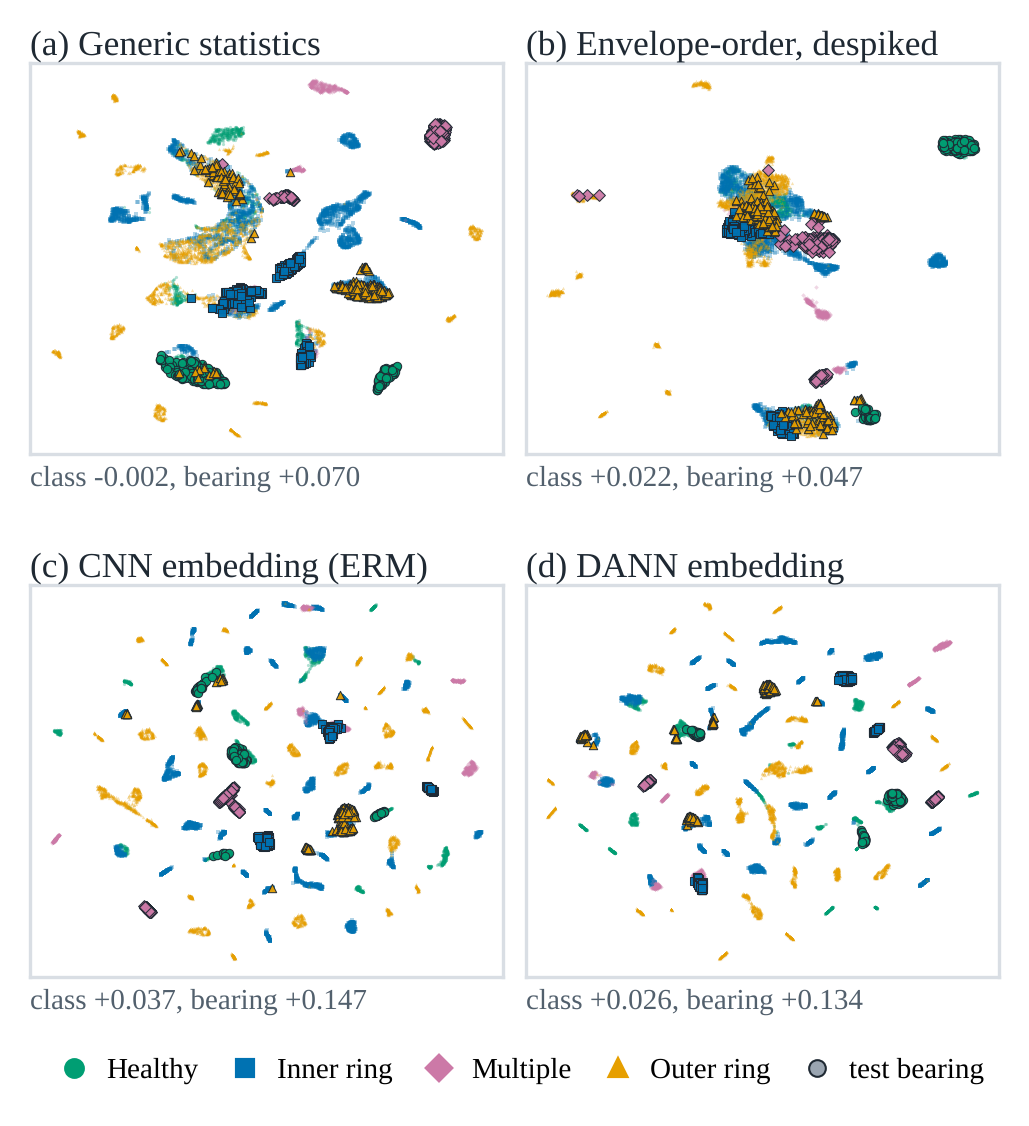 (a) Generic statistics
(b) Envelope-order, despiked
class -0.002, bearing +0.070
class +0.022, bearing +0.047
(c) CNN embedding (ERM)
(d) DANN embedding
class +0.037, bearing +0.147
class +0.026, bearing +0.134
Healthy Inner ring Multiple Outer ring test bearing